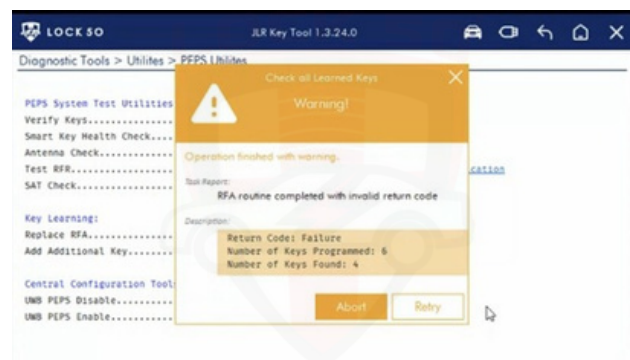 LOCK50 JLR Key Tool 1.3.24.0
Diagnostic Tools > Utilites > PEPS Utilites
Check all Learned Keys
Warning!
PEPS System Test Utilities
Verify Keys...............
Smart Key Health Check....
Antenna Check.............
Test RFR..................
SAT Check.................
cation
Operation finished with warning.
Task Report:
RFA routine completed with invalid return code
Description:
Return Code: Failure
Number of Keys Programmed: 6
Number of Keys Found: 4
Key Learning:
Replace RFA...............
Add Additional Key........
Central Configuration Tool
UWB PEPS Disable..........
UWB PEPS Enable...........
Abort Retry